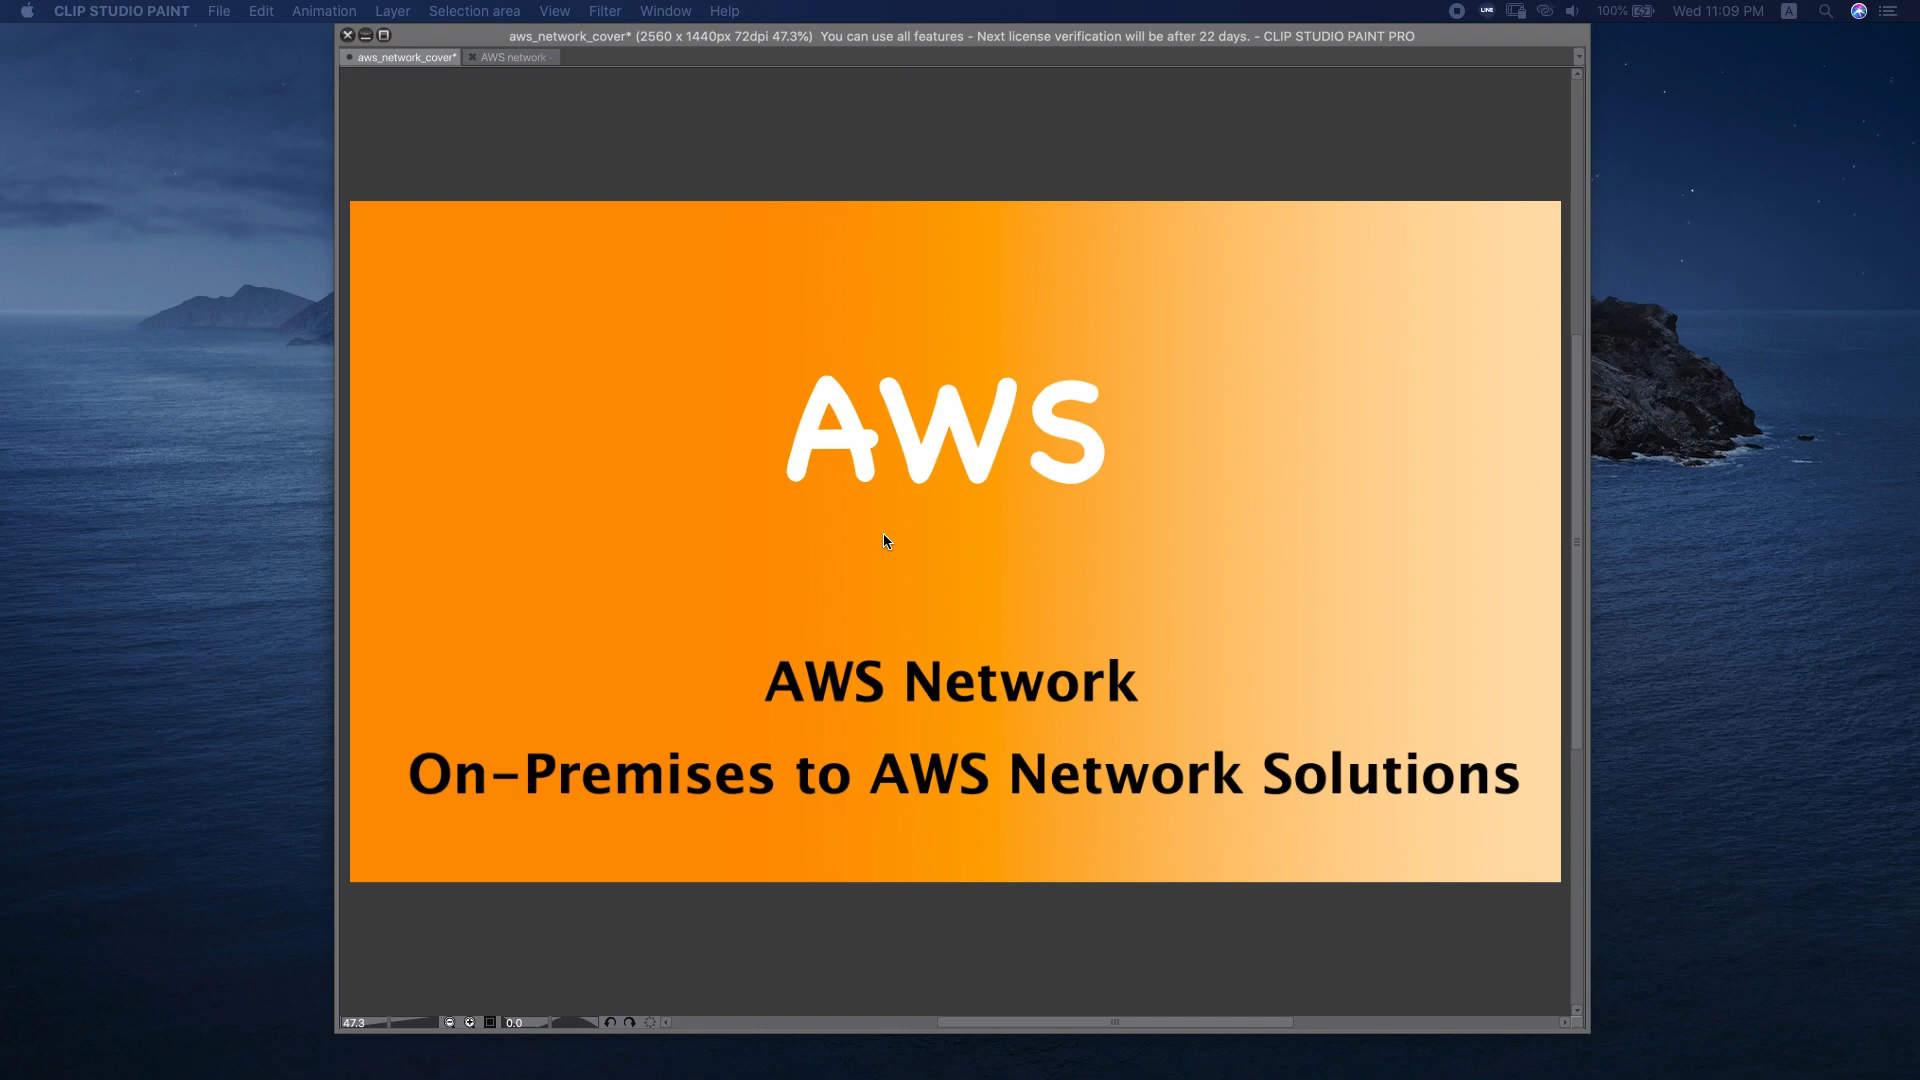 CLIP STUDIO PAINT File Edit Animation Layer Selection area View Filter Window Help LINE 100% Wed 11:09 PM A
aws_network_cover* (2560 x 1440px 72dpi 47.3%) You can use all features - Next license verification will be after 22 days. - CLIP STUDIO PAINT PRO
aws_network_cover* AWS network
AWS
AWS Network
On-Premises to AWS Network Solutions
47.3 0.0